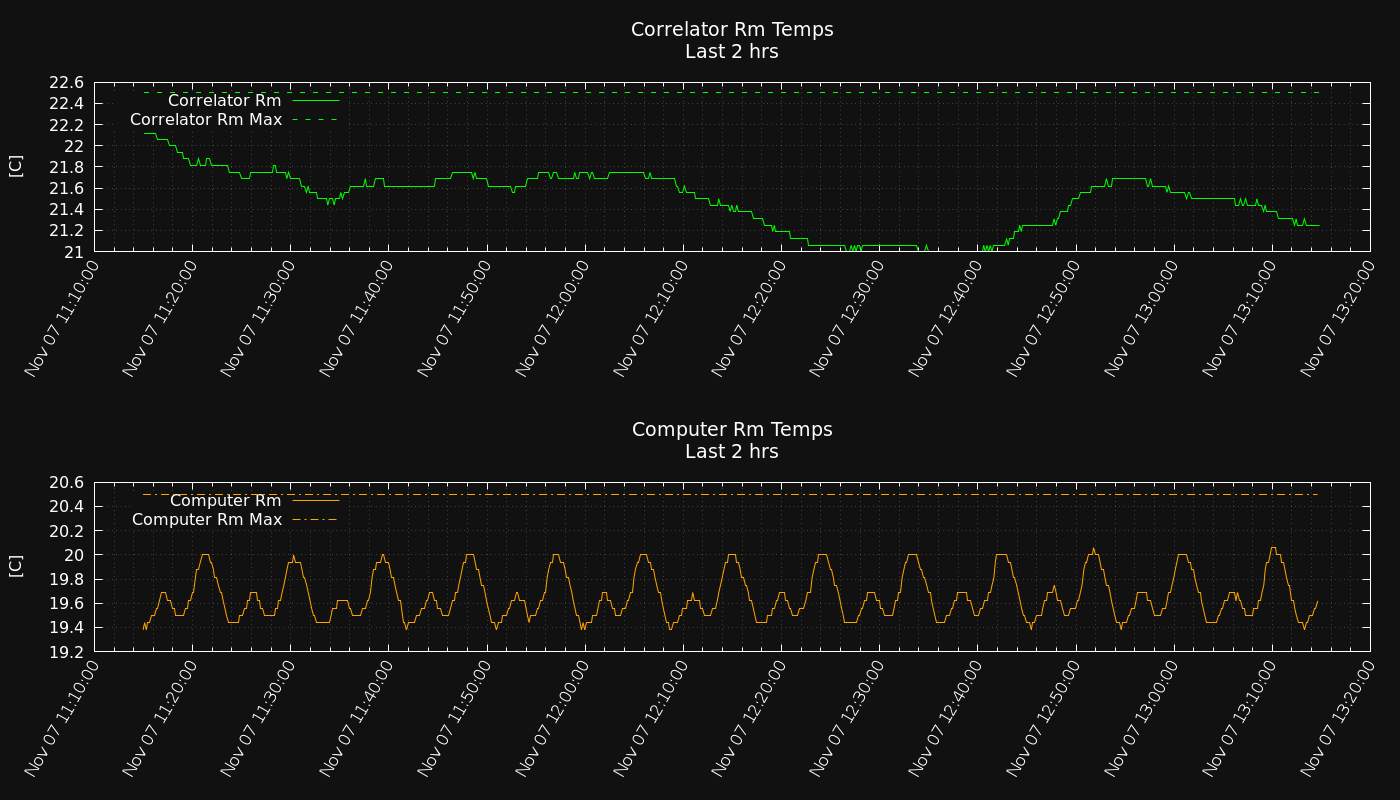 Correlator Rm Temps
Last 2 hrs
22.6
22.4
22.2
22
21.8
21.6
21.4
21.2
21
[C]
Correlator Rm
Correlator Rm Max
Nov 07 11:10:00
Nov 07 11:20:00
Nov 07 11:30:00
Nov 07 11:40:00
Nov 07 11:50:00
Nov 07 12:00:00
Nov 07 12:10:00
Nov 07 12:20:00
Nov 07 12:30:00
Nov 07 12:40:00
Nov 07 12:50:00
Nov 07 13:00:00
Nov 07 13:10:00
Nov 07 13:20:00
Computer Rm Temps
Last 2 hrs
20.6
20.4
20.2
20
19.8
19.6
19.4
19.2
[C]
Computer Rm
Computer Rm Max
Nov 07 11:10:00
Nov 07 11:20:00
Nov 07 11:30:00
Nov 07 11:40:00
Nov 07 11:50:00
Nov 07 12:00:00
Nov 07 12:10:00
Nov 07 12:20:00
Nov 07 12:30:00
Nov 07 12:40:00
Nov 07 12:50:00
Nov 07 13:00:00
Nov 07 13:10:00
Nov 07 13:20:00